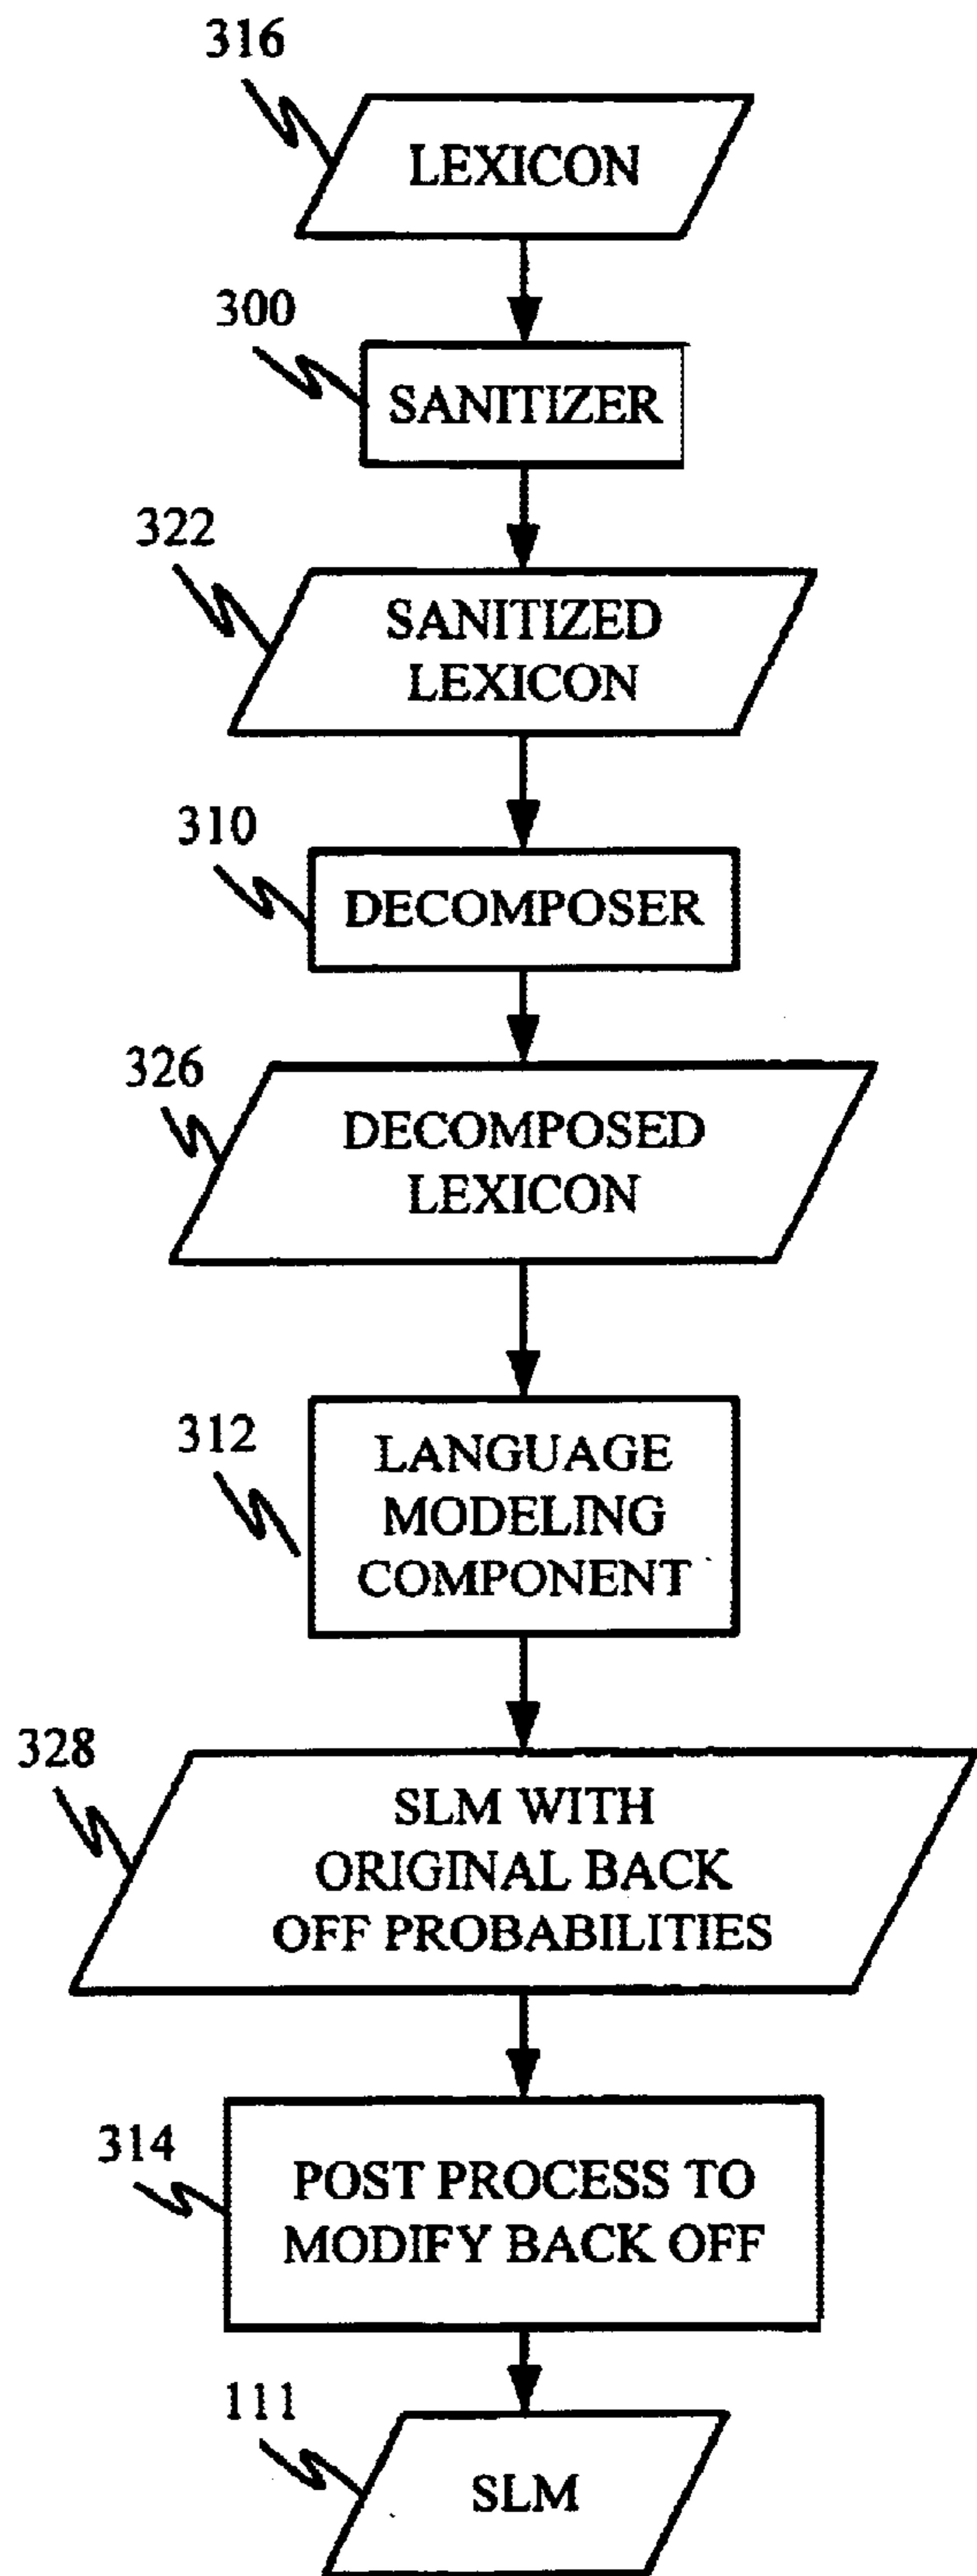 316
LEXICON
300
SANITIZER
322
SANITIZED
LEXICON
310
DECOMPOSER
326
DECOMPOSED
LEXICON
312
LANGUAGE
MODELING
COMPONENT
328
SLM WITH
ORIGINAL BACK
OFF PROBABILITIES
314
POST PROCESS TO
MODIFY BACK OFF
111
SLM